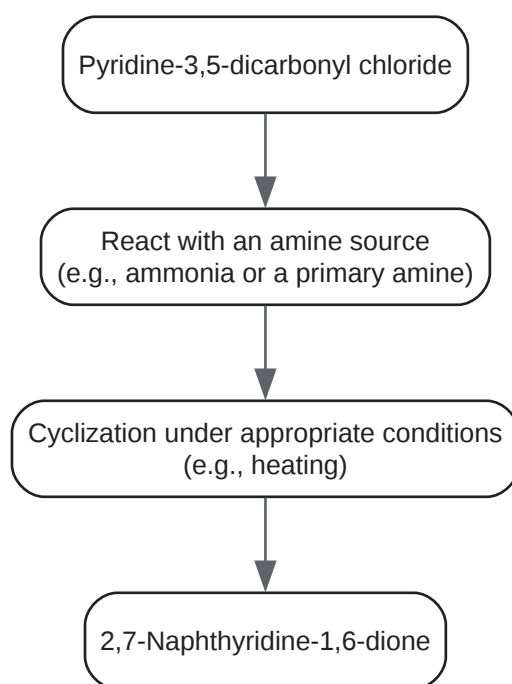 Pyridine-3,5-dicarbonyl chloride
React with an amine source
(e.g., ammonia or a primary amine)
Cyclization under appropriate conditions
(e.g., heating)
2,7-Naphthyridine-1,6-dione